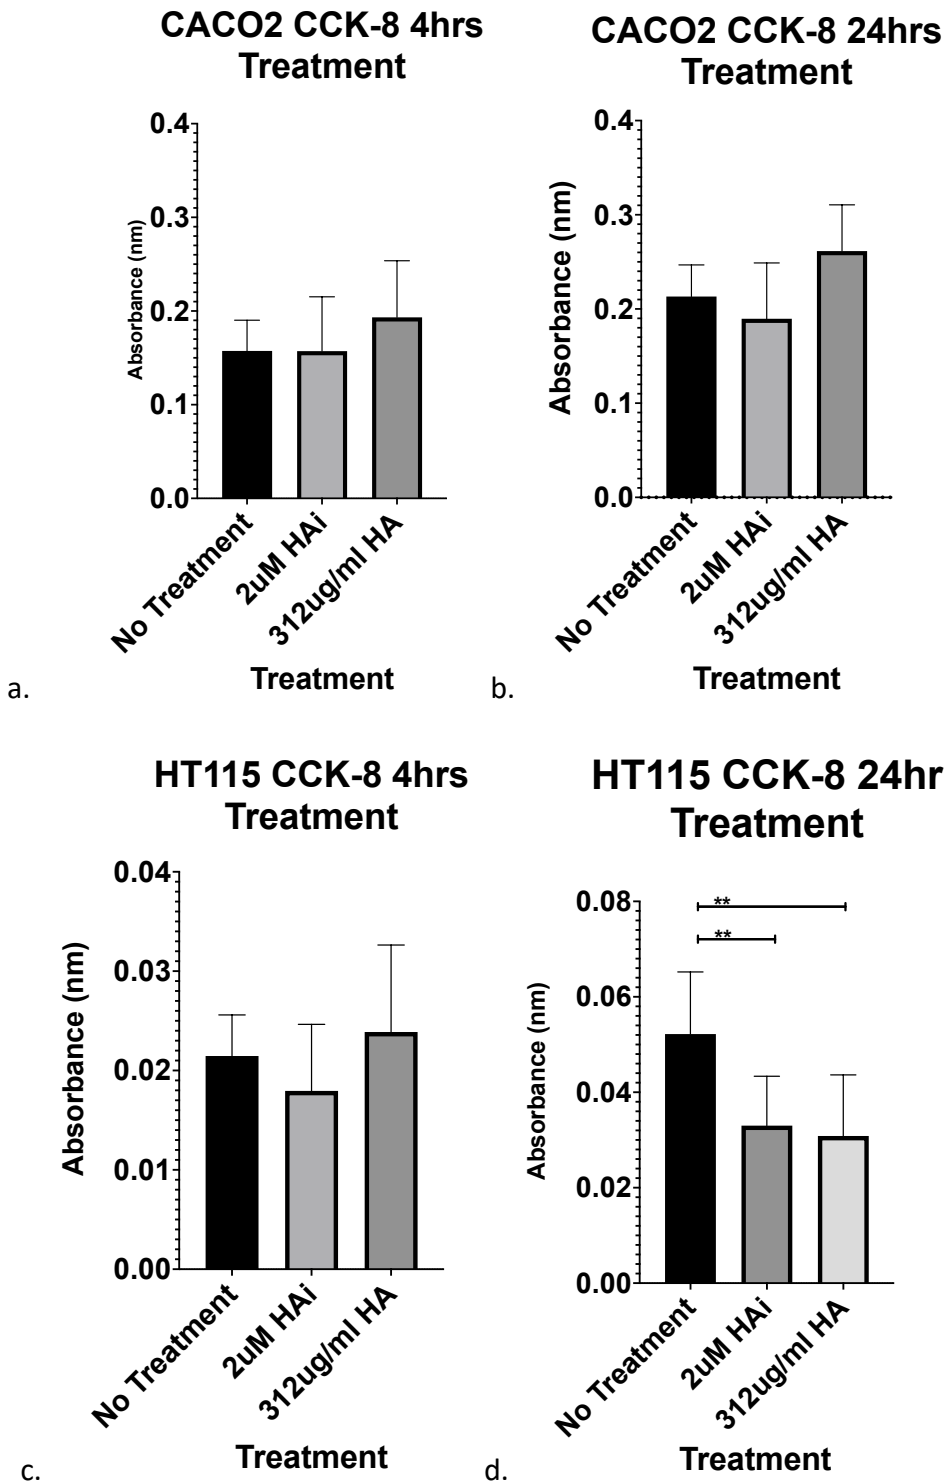 CACO2 CCK-8 4hrs
Treatment
Absorbance (nm)
0.4
0.3
0.2
0.1
0.0
No Treatment
2uM HAi
312ug/ml HA
Treatment
a.
CACO2 CCK-8 24hrs
Treatment
Absorbance (nm)
0.4
0.3
0.2
0.1
0.0
No Treatment
2uM HAi
312ug/ml HA
Treatment
b.
HT115 CCK-8 4hrs
Treatment
Absorbance (nm)
0.04
0.03
0.02
0.01
0.00
No Treatment
2uM HAi
312ug/ml HA
Treatment
c.
HT115 CCK-8 24hr
Treatment
Absorbance (nm)
0.08
0.06
0.04
0.02
0.00
**
**
No Treatment
2uM HAi
312ug/ml HA
Treatment
d.